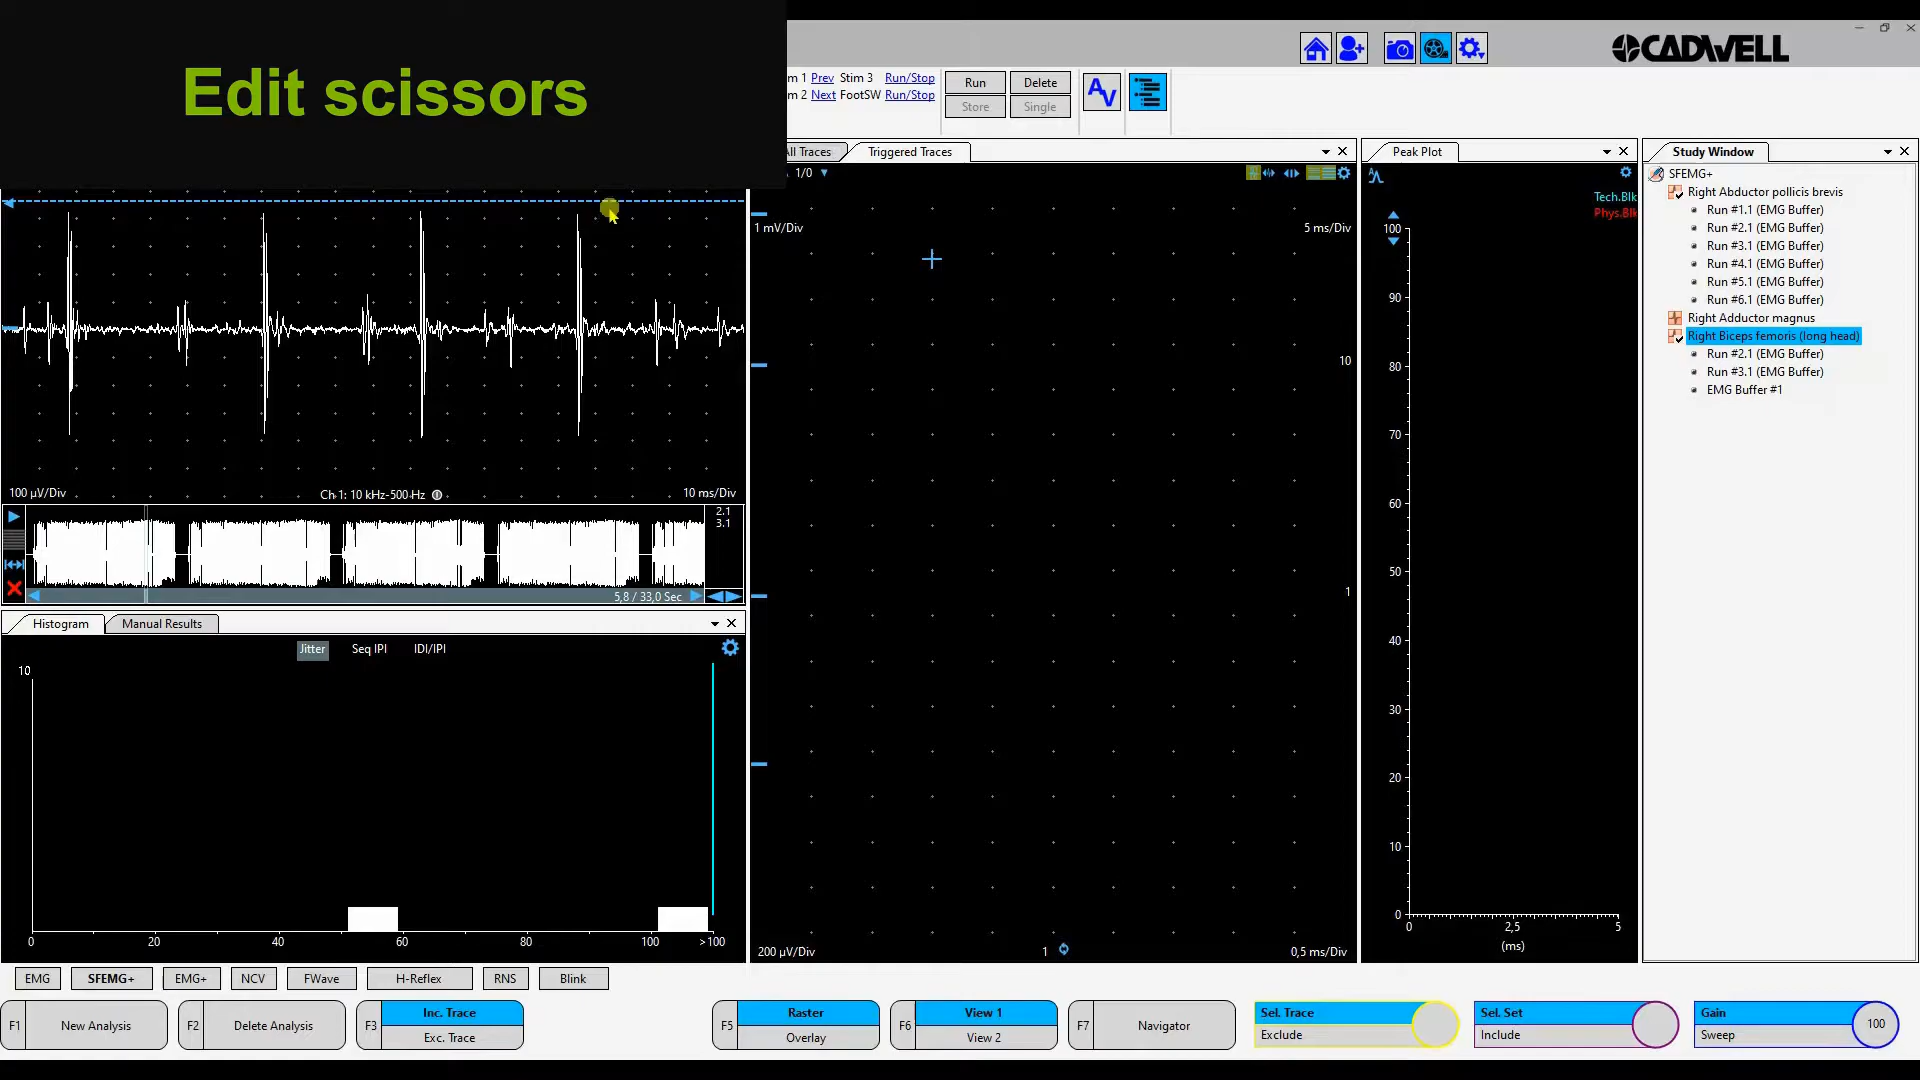 Edit scissors
CADWELL
m 1 Prev Stim 3 Run/Stop
m 2 Next FootSW Run/Stop
Run Delete
Store Single
AV
All Traces Triggered Traces
Peak Plot
Study Window
1/0
1 mV/Div 5 ms/Div
10
1
200 µV/Div 1 0,5 ms/Div
Tech.Blk
Phys.Blk
100
90
80
70
60
50
40
30
20
10
0
0 2,5 5
(ms)
SFEMG+
Right Abductor pollicis brevis
Run #1.1 (EMG Buffer)
Run #2.1 (EMG Buffer)
Run #3.1 (EMG Buffer)
Run #4.1 (EMG Buffer)
Run #5.1 (EMG Buffer)
Run #6.1 (EMG Buffer)
Right Adductor magnus
Right Biceps femoris (long head)
Run #2.1 (EMG Buffer)
Run #3.1 (EMG Buffer)
EMG Buffer #1
100 µV/Div Ch 1: 10 kHz-500 Hz 10 ms/Div
2.1
3.1
5,8 / 33,0 Sec
Histogram Manual Results
Jitter Seq IPI IDI/IPI
10
0 20 40 60 80 100 >100
EMG SFEMG+ EMG+ NCV FWave H-Reflex RNS Blink
F1 New Analysis
F2 Delete Analysis
F3 Inc. Trace
Exc. Trace
F5 Raster
Overlay
F6 View 1
View 2
F7 Navigator
Sel. Trace
Exclude
Sel. Set
Include
Gain
Sweep
100